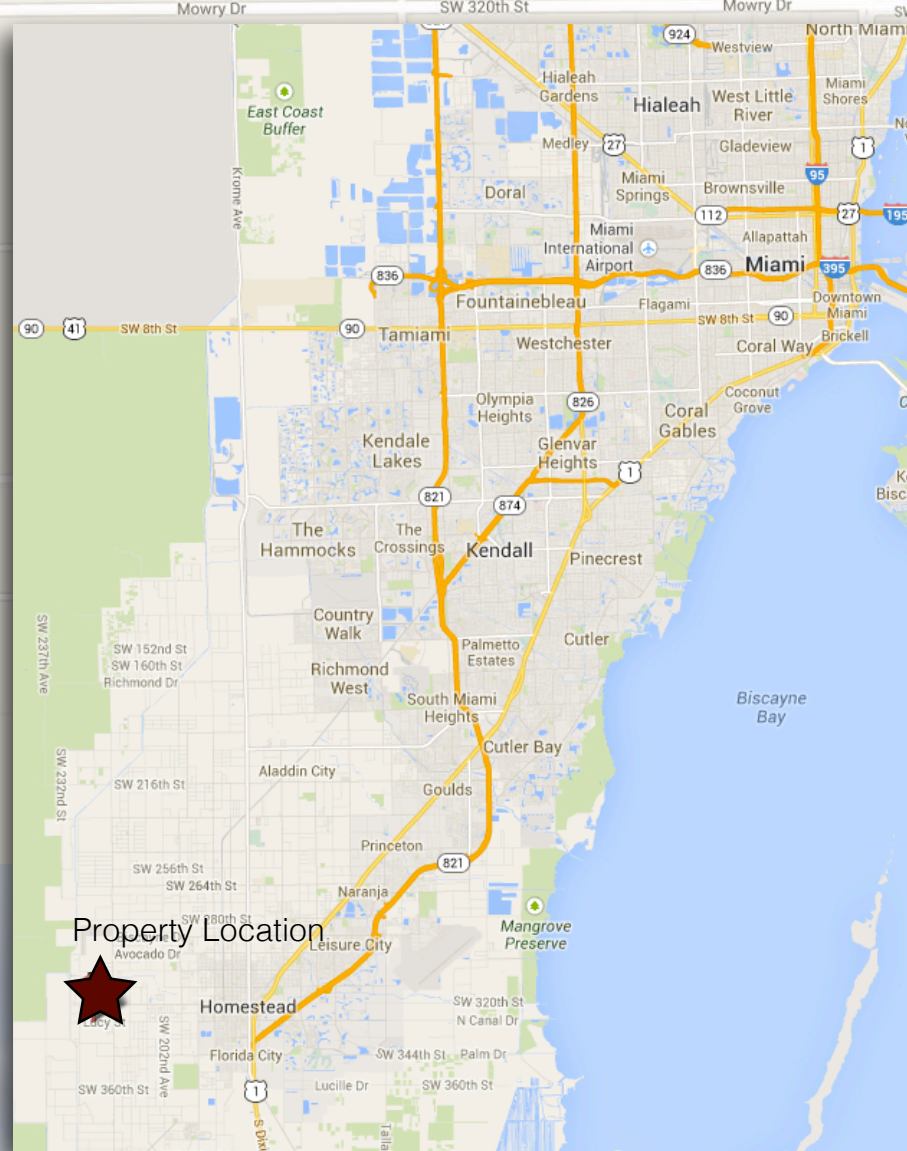 Mowry Dr
SW 320th St
Mowry Dr
924
North Miami
Westview
Hialeah
Gardens
Hialeah
West Little
River
Miami
Shores
East Coast
Buffer
Medley
27
Gladeview
1
Krome Ave
Miami
Springs
Brownsville
95
Doral
112
27
195
Miami
International
Airport
Allapattah
836
836
Miami
395
Fountainebleau
Flagami
Downtown
Miami
90
41
SW 8th St
90
Tamiami
SW 8th St
90
Westchester
Coral Way
Brickell
Olympia
Heights
826
Coconut
Grove
Coral
Gables
Kendale
Lakes
Glenvar
Heights
1
821
874
The
Hammocks
The
Crossings
Kendall
Pinecrest
SW 237th Ave
Country
Walk
Cutler
SW 152nd St
SW 160th St
Richmond Dr
Palmetto
Estates
Richmond
West
South Miami
Heights
Biscayne
Bay
Cutler Bay
SW 232nd St
Aladdin City
SW 216th St
Goulds
Princeton
821
SW 256th St
SW 264th St
Naranja
SW 280th St
Property Location
Mangrove
Preserve
Leisure City
Avocado Dr
Homestead
SW 320th St
N Canal Dr
Lucy St
SW 202nd Ave
Florida City
SW 344th St
Palm Dr
SW 360th St
1
Lucille Dr
SW 360th St
S Dixi
Talla